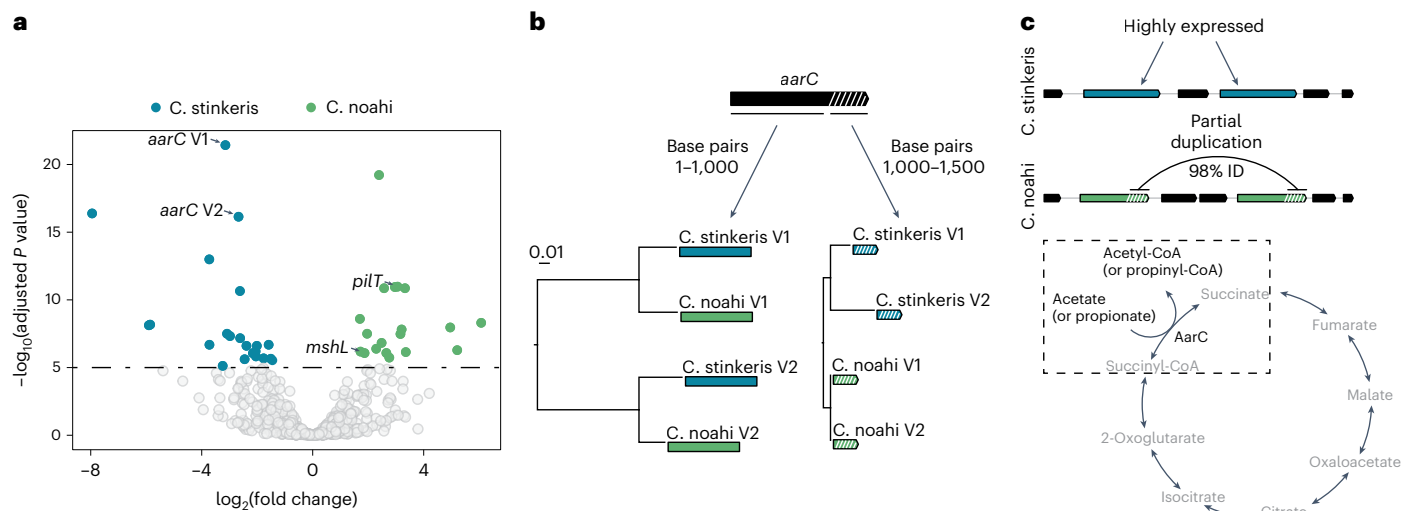 a
C. stinkeris
C. noahi
aarC V1
aarC V2
pilT
mshL
20
15
10
5
0
−8
−4
0
4
−log10(adjusted P value)
log2(fold change)
b
aarC
Base pairs
1–1,000
Base pairs
1,000–1,500
0.01
C. stinkeris V1
C. noahi V1
C. stinkeris V2
C. noahi V2
C. stinkeris V1
C. stinkeris V2
C. noahi V1
C. noahi V2
c
Highly expressed
C. stinkeris
Partial
duplication
98% ID
C. noahi
Acetyl-CoA
(or propinyl-CoA)
Acetate
(or propionate)
AarC
Succinate
Succinyl-CoA
Fumarate
Malate
2-Oxoglutarate
Oxaloacetate
Isocitrate
Citrate